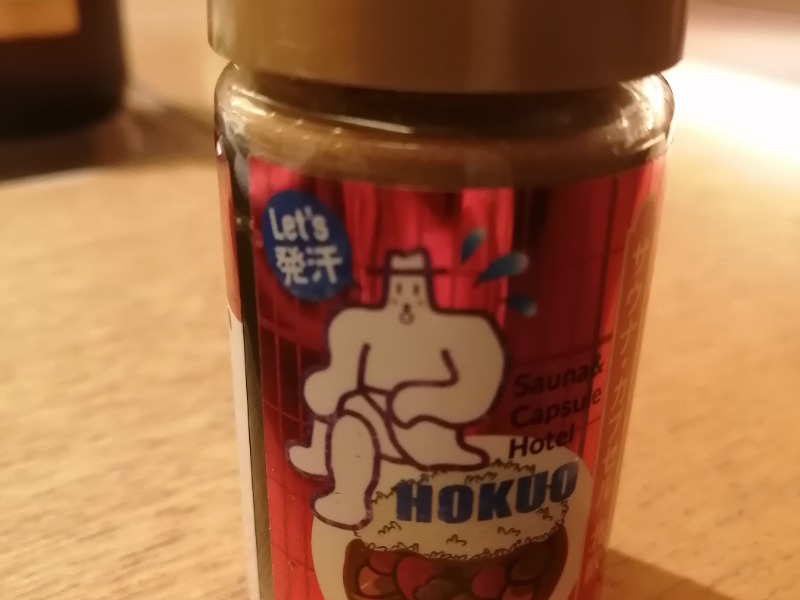 Let's
発汗
Sauna&
Capsule
Hotel
HOKUO